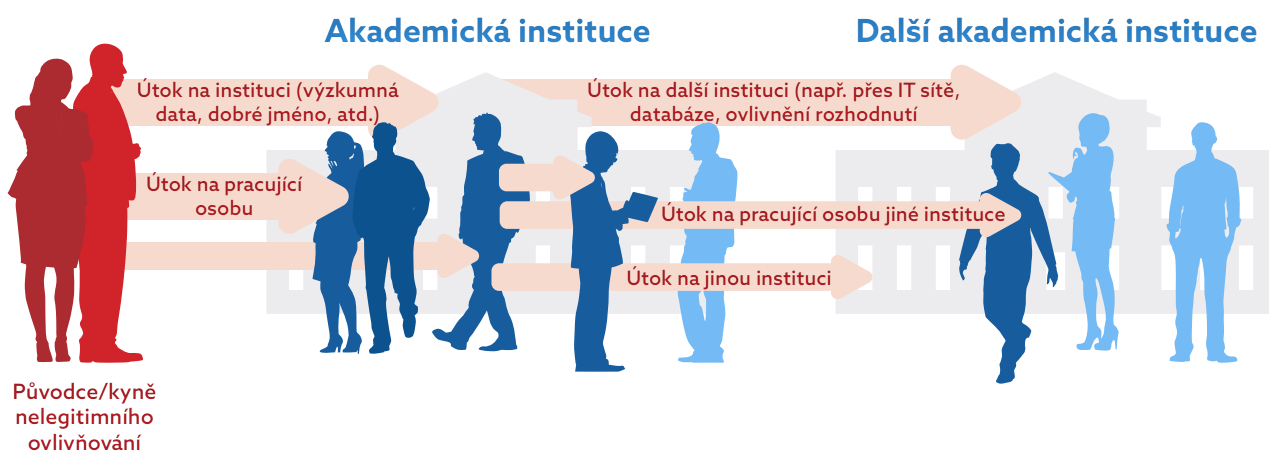 Akademická instituce
Další akademická instituce
Útok na instituci (výzkumná
data, dobré jméno, atd.)
Útok na další instituci (např. přes IT sítě,
databáze, ovlivnění rozhodnutí
Útok na pracující
osobu
Útok na pracující osobu jiné instituce
Útok na jinou instituci
Původce/kyně
nelegitimního
ovlivňování